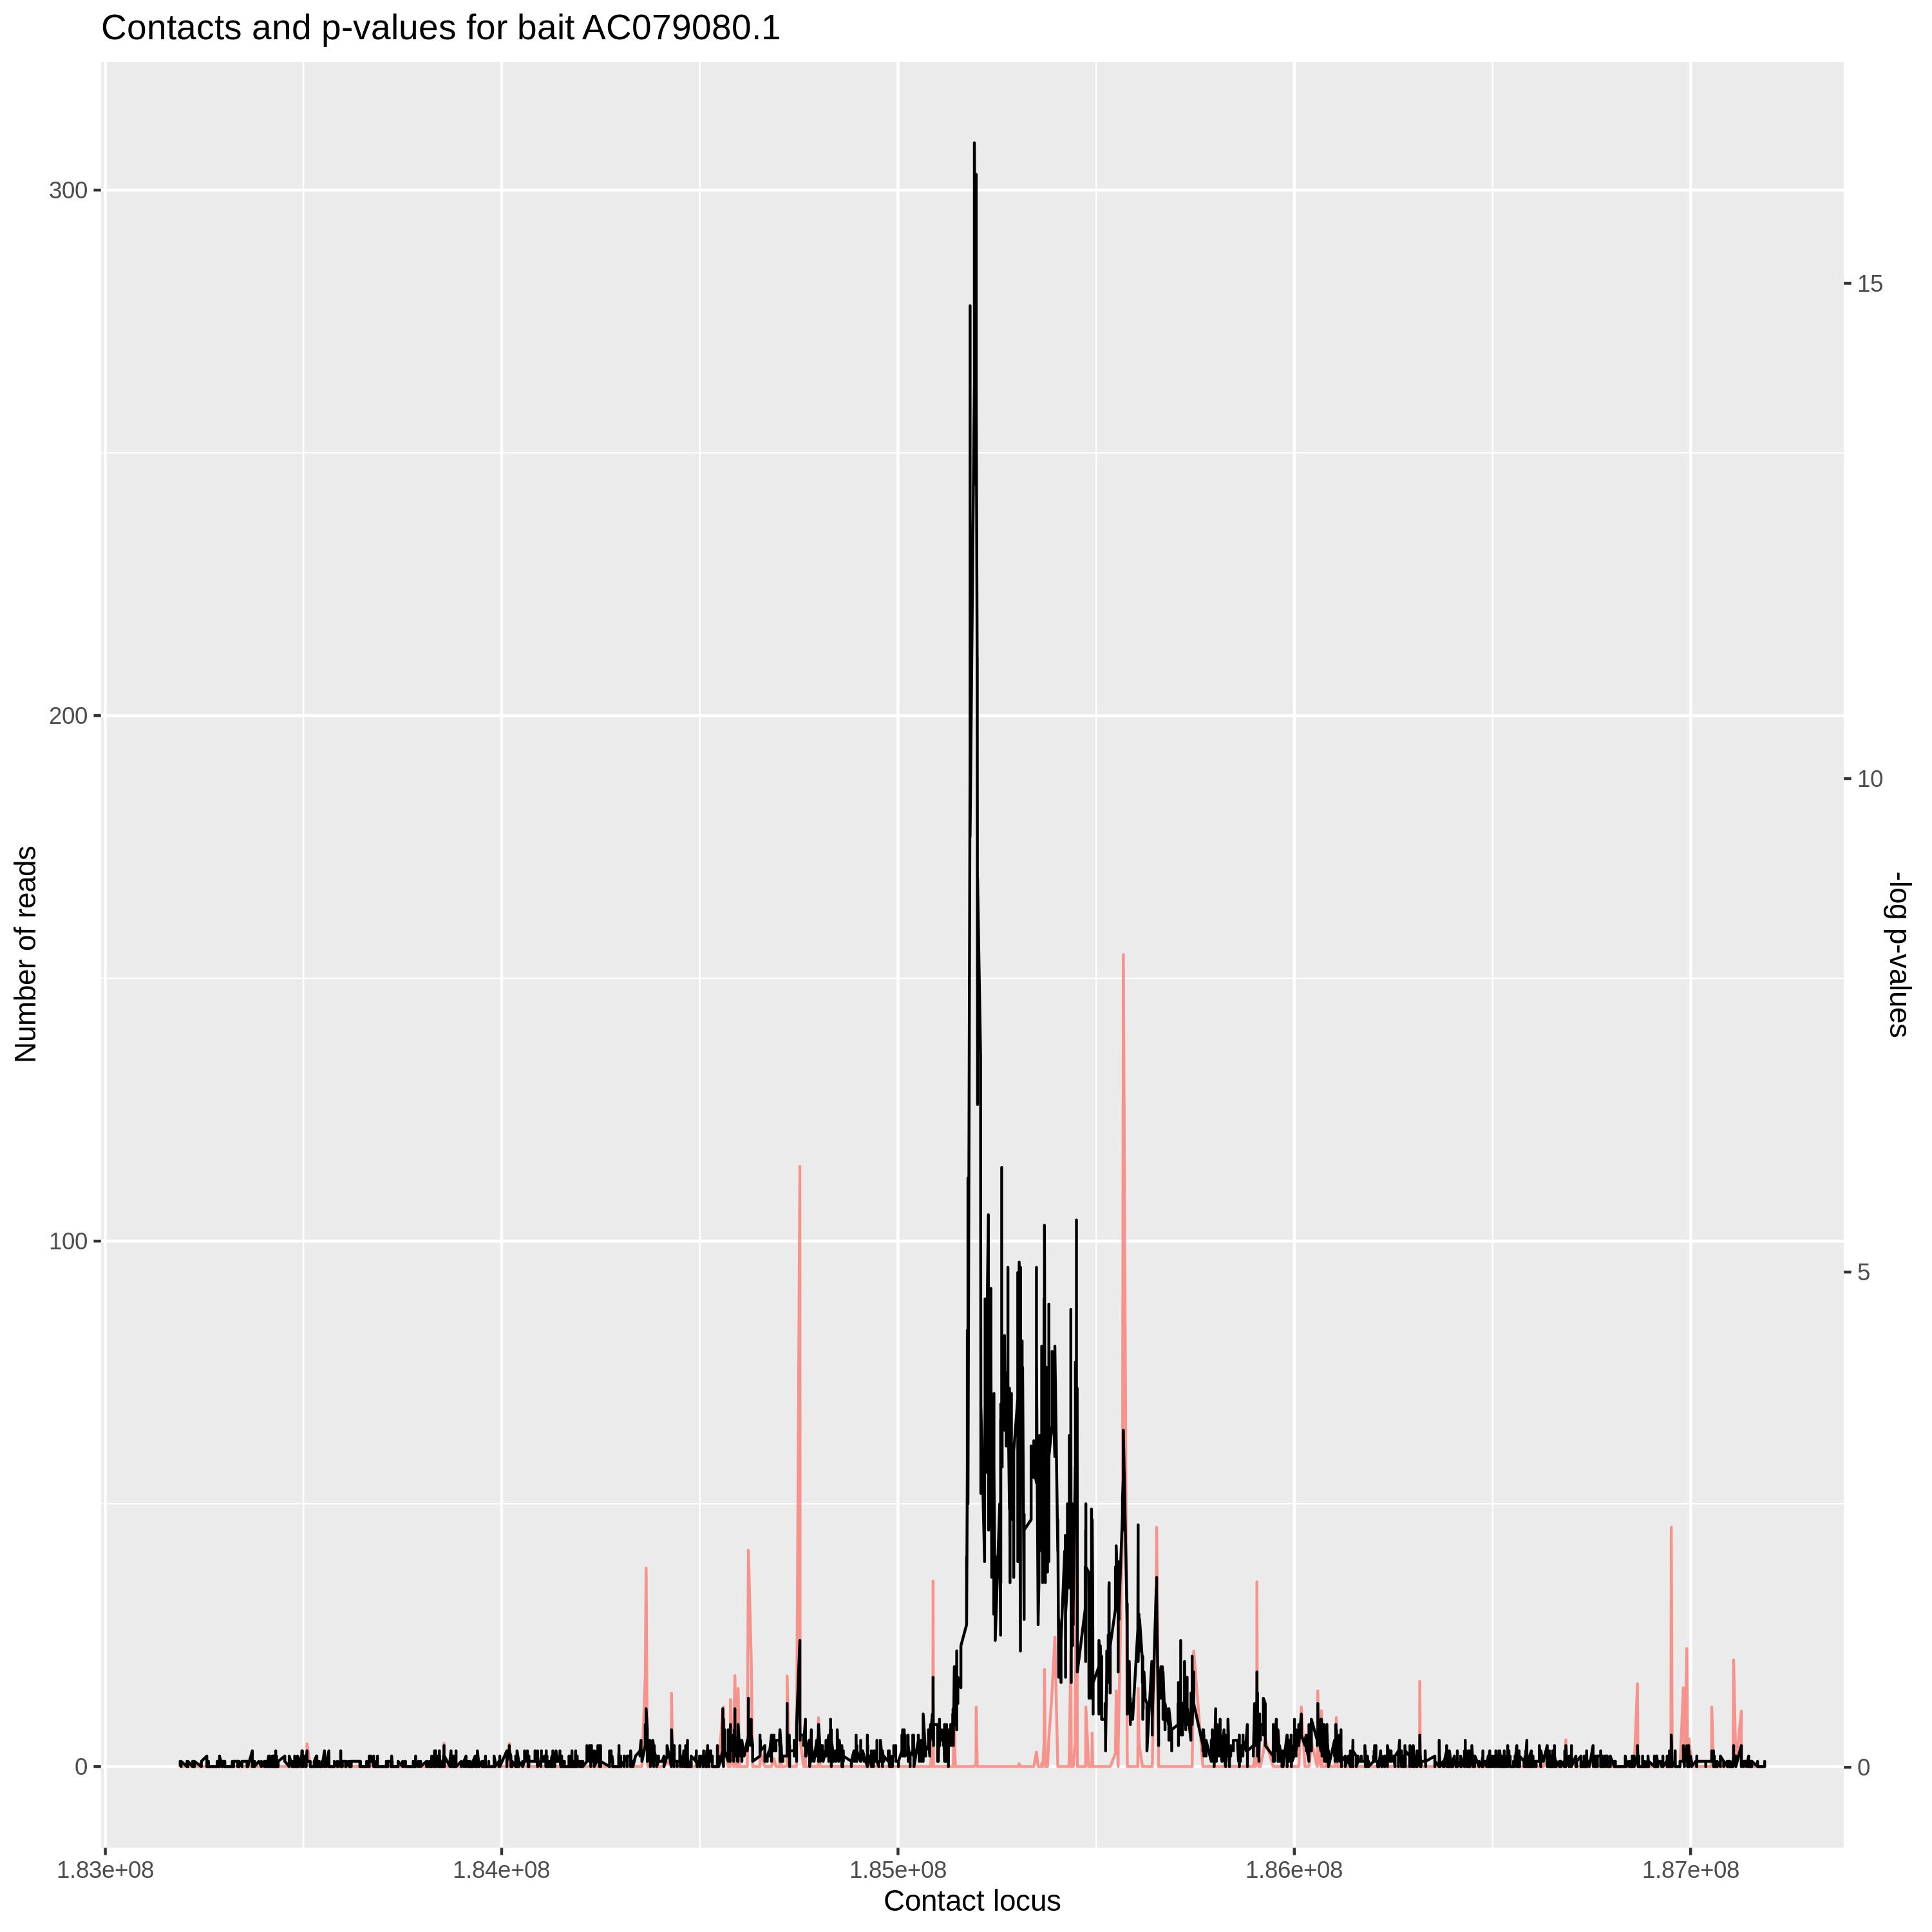 Contacts and p-values for bait AC079080.1
300
200
100
0
15
10
5
0
Number of reads
-log p-values
1.83e+08 1.84e+08 1.85e+08 1.86e+08 1.87e+08
Contact locus